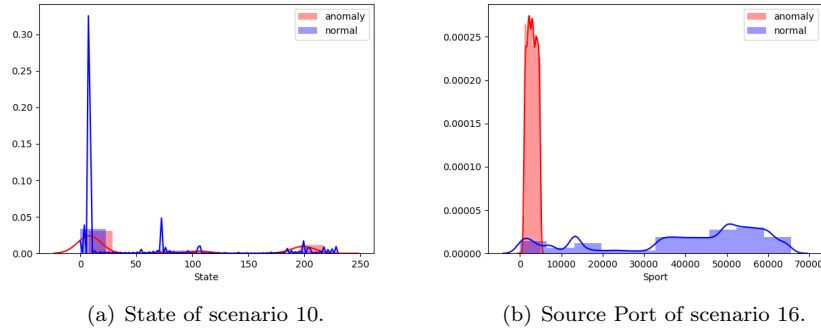 anomaly
normal
0.30
0.25
0.20
0.15
0.10
0.05
0.00
0 50 100 150 200 250
State
(a) State of scenario 10.
anomaly
normal
0.00025
0.00020
0.00015
0.00010
0.00005
0.00000
0 10000 20000 30000 40000 50000 60000 70000
Sport
(b) Source Port of scenario 16.